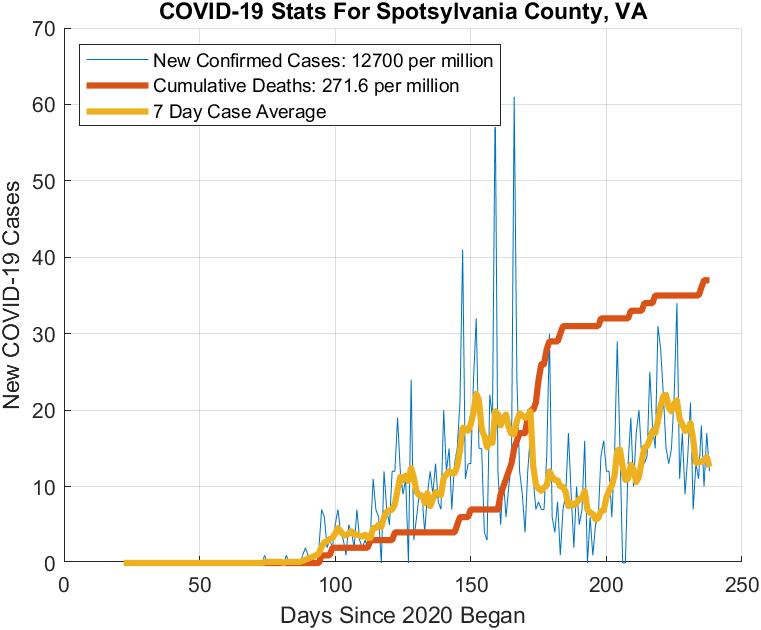 COVID-19 Stats For Spotsylvania County, VA
New Confirmed Cases: 12700 per million
Cumulative Deaths: 271.6 per million
7 Day Case Average
New COVID-19 Cases
70
60
50
40
30
20
10
0
0 50 100 150 200 250
Days Since 2020 Began